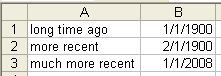 A B
1 long time ago 1/1/1900
2 more recent 2/1/1900
3 much more recent 1/1/2008